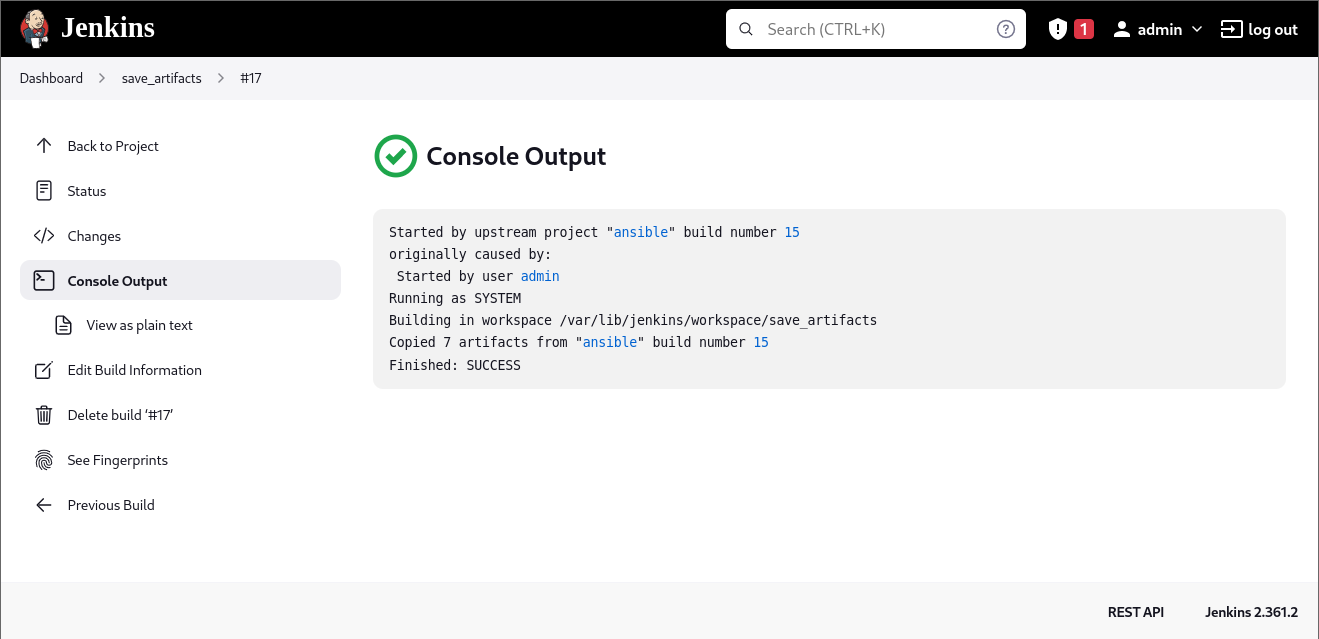 Jenkins
Search (CTRL+K)
1
admin
log out
Dashboard
save_artifacts
#17
Back to Project
Status
Changes
Console Output
View as plain text
Edit Build Information
Delete build ‘#17’
See Fingerprints
Previous Build
Console Output
Started by upstream project "ansible" build number 15
originally caused by:
Started by user admin
Running as SYSTEM
Building in workspace /var/lib/jenkins/workspace/save_artifacts
Copied 7 artifacts from "ansible" build number 15
Finished: SUCCESS
REST API
Jenkins 2.361.2